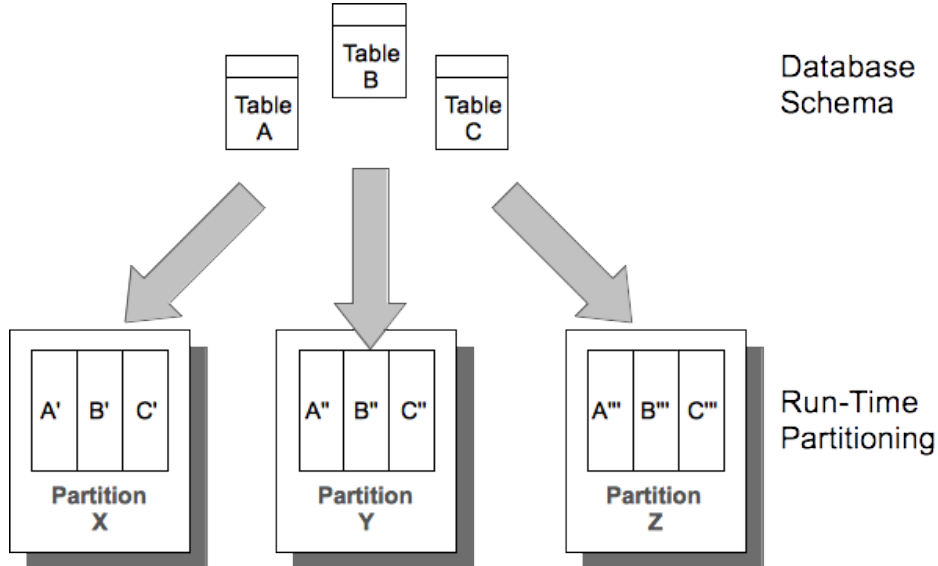 Table
B
Table
A
Table
C
Database
Schema
A' B' C'
Partition
X
A" B" C"
Partition
Y
A"' B"' C"'
Partition
Z
Run-Time
Partitioning